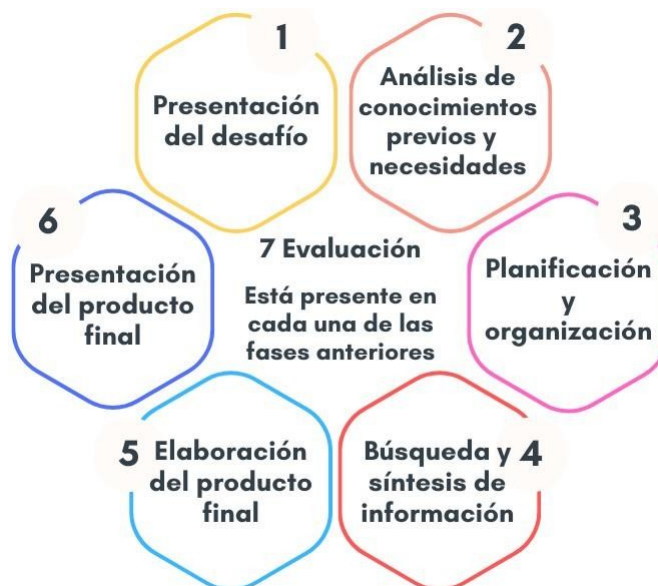 1
Presentación
del desafío
2
Análisis de
conocimientos
previos y
necesidades
3
Planificación
y
organización
Búsqueda y 4
síntesis de
información
5 Elaboración
del producto
final
6
Presentación
del producto
final
7 Evaluación
Está presente en
cada una de las
fases anteriores